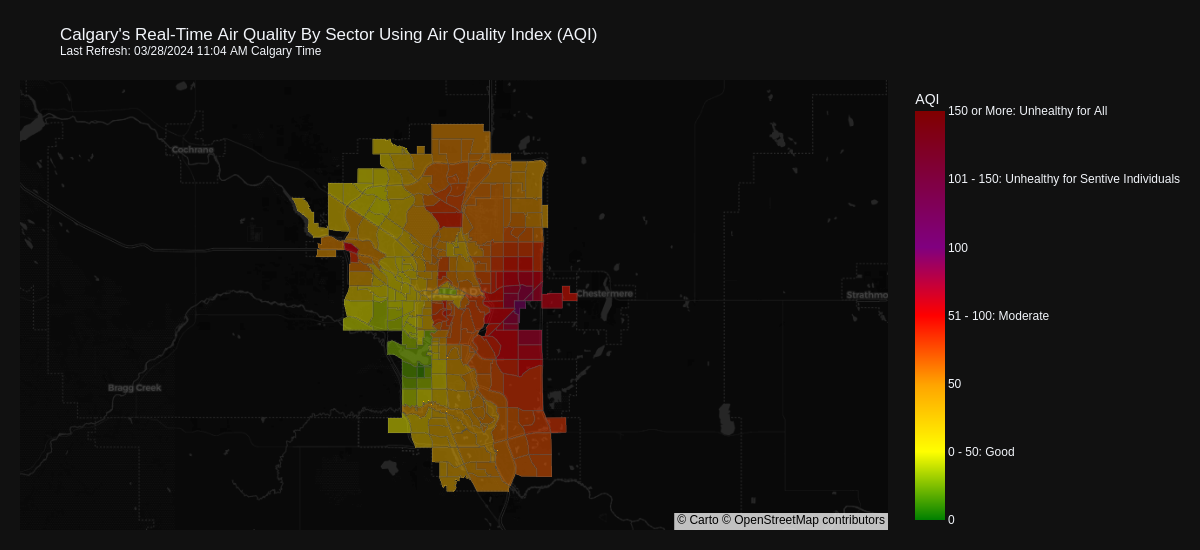 Calgary's Real-Time Air Quality By Sector Using Air Quality Index (AQI)
Last Refresh: 03/28/2024 11:04 AM Calgary Time
AQI
150 or More: Unhealthy for All
Cochrane
101 - 150: Unhealthy for Sentive Individuals
100
CALGARY
Chestermere
Strathmo
51 - 100: Moderate
Bragg Creek
50
0 - 50: Good
0
© Carto © OpenStreetMap contributors